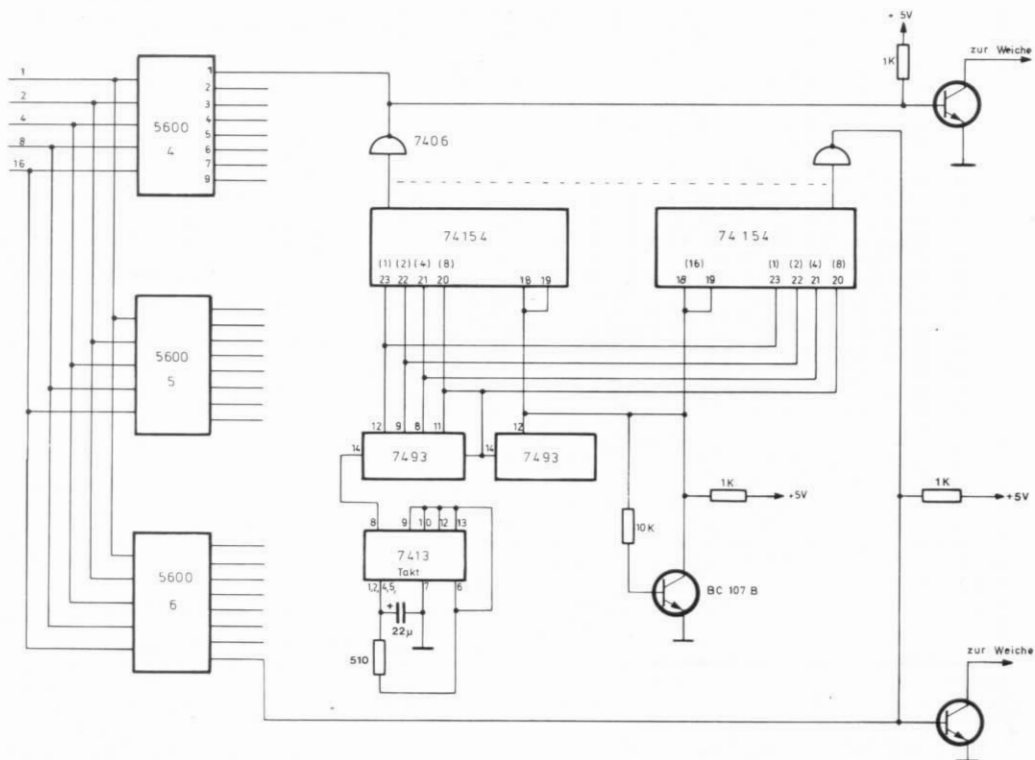 + 5V
zur Weiche
1K
1
2
4
8
16
5600
4
1
2
3
4
5
6
7
9
7406
74154
(1) (2) (4) (8)
23 22 21 20
18 19
74 154
(16)
18 19
(1) (2) (4) (8)
23 22 21 20
5600
5
12 9 8 11
14
7493
12
14
7493
1K
+5V
1K
+5V
10K
8 9 10 12 13
7413
Takt
1,2, 4,5, 7 6
+
22µ
510
BC 107 B
5600
6
zur Weiche